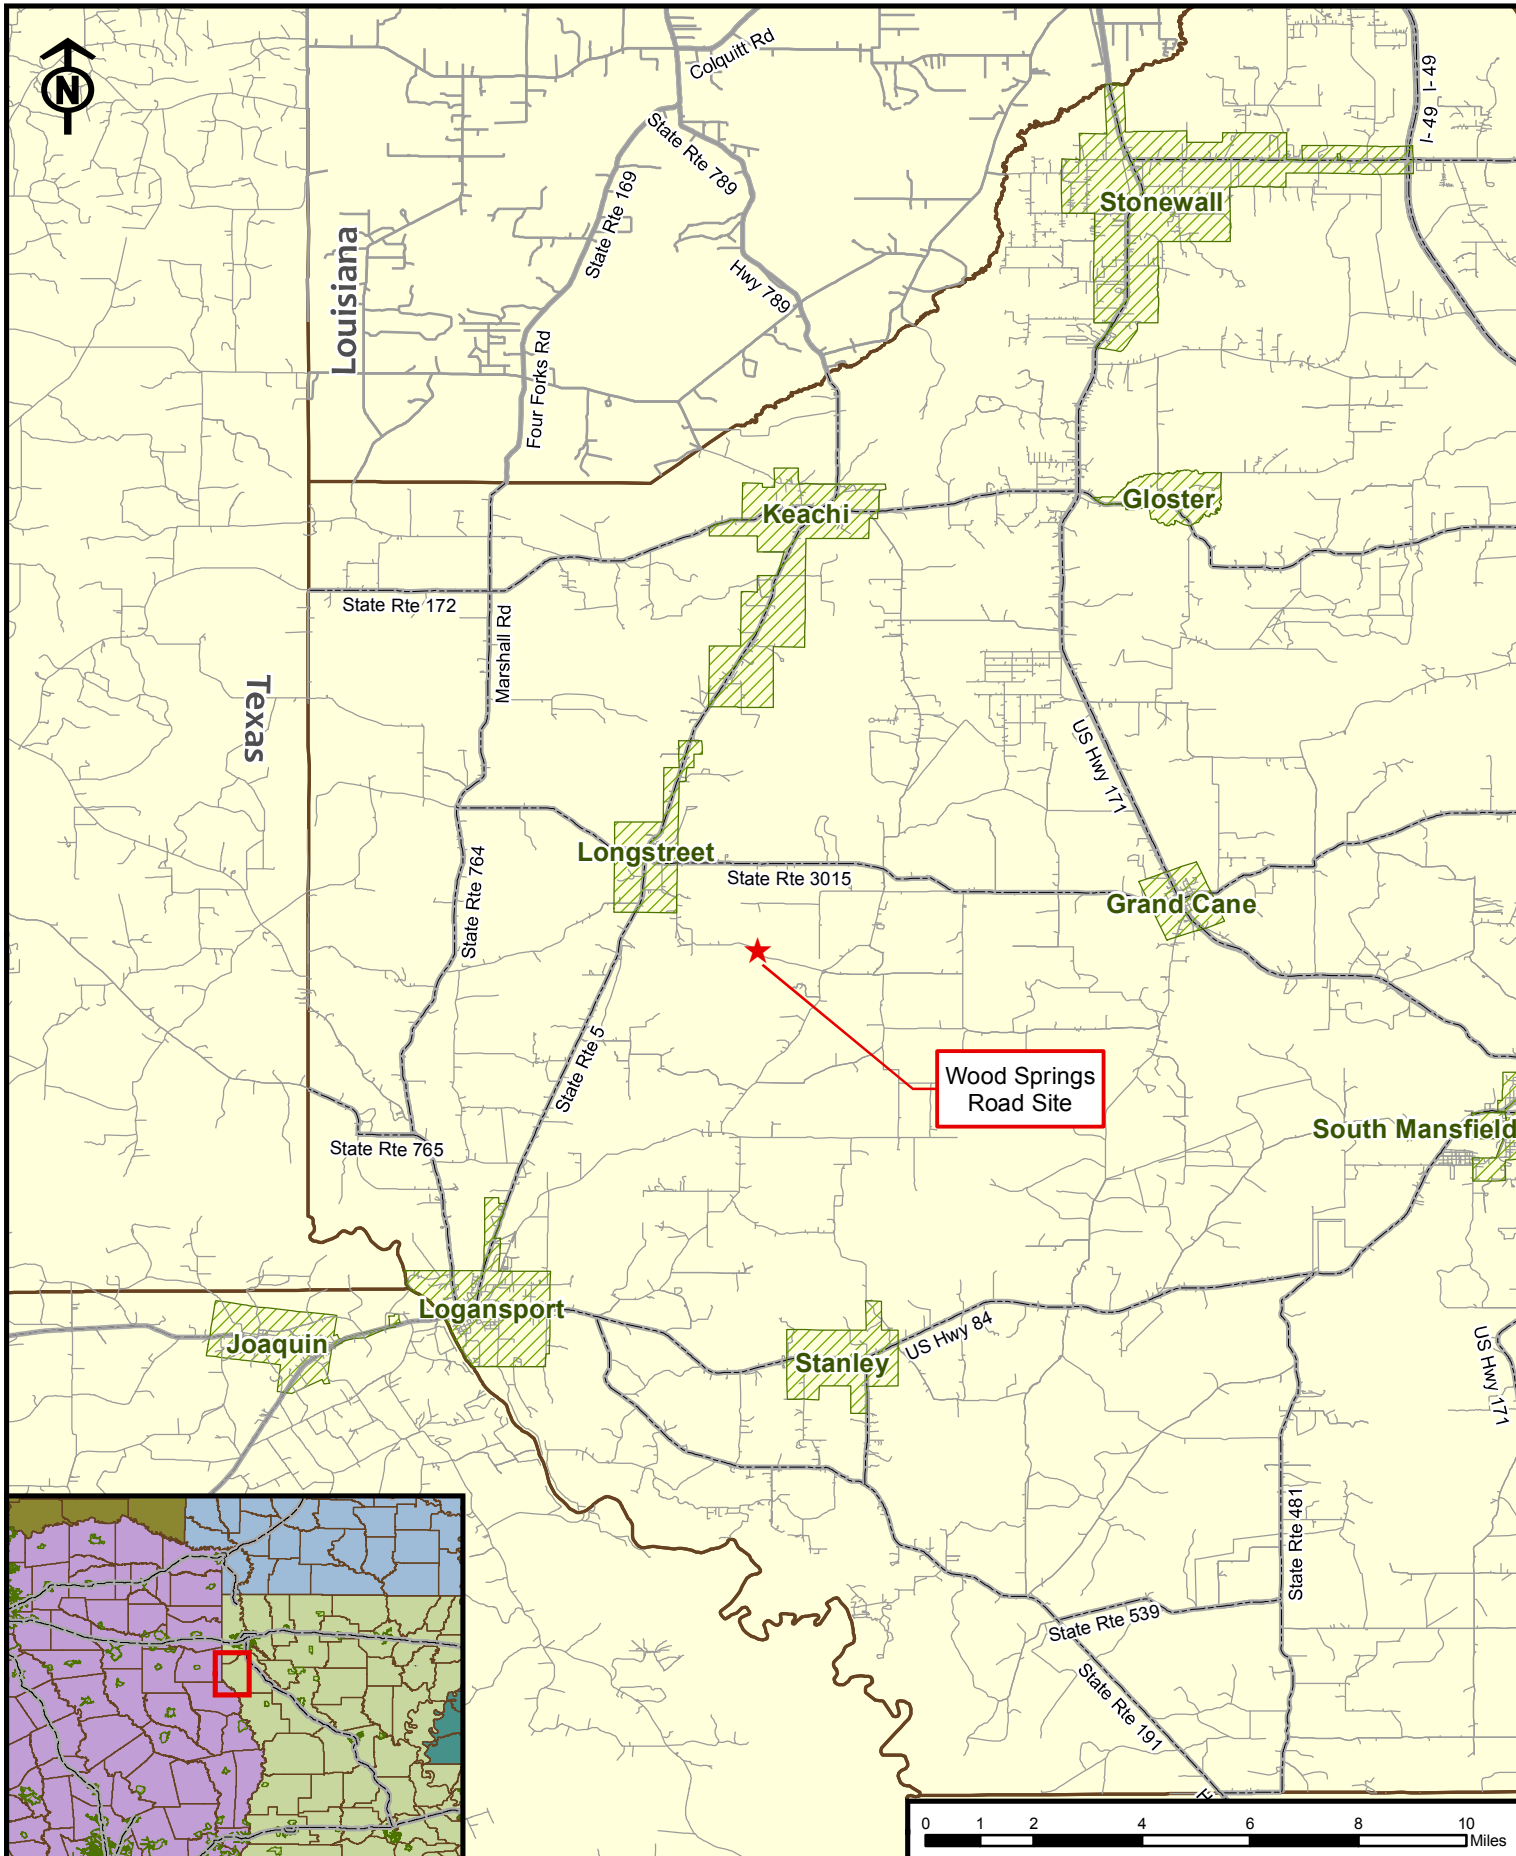 N
Colquitt Rd
State Rte 789
State Rte 169
I-49
I-49
Stonewall
Louisiana
Hwy 789
Four Forks Rd
Gloster
Keachi
State Rte 172
Marshall Rd
Texas
US Hwy 171
Longstreet
State Rte 3015
State Rte 764
Grand Cane
State Rte 5
Wood Springs
Road Site
State Rte 765
South Mansfield
Logansport
Joaquin
US Hwy 84
Stanley
US Hwy 171
State Rte 481
State Rte 539
State Rte 191
0 1 2 4 6 8 10
Miles